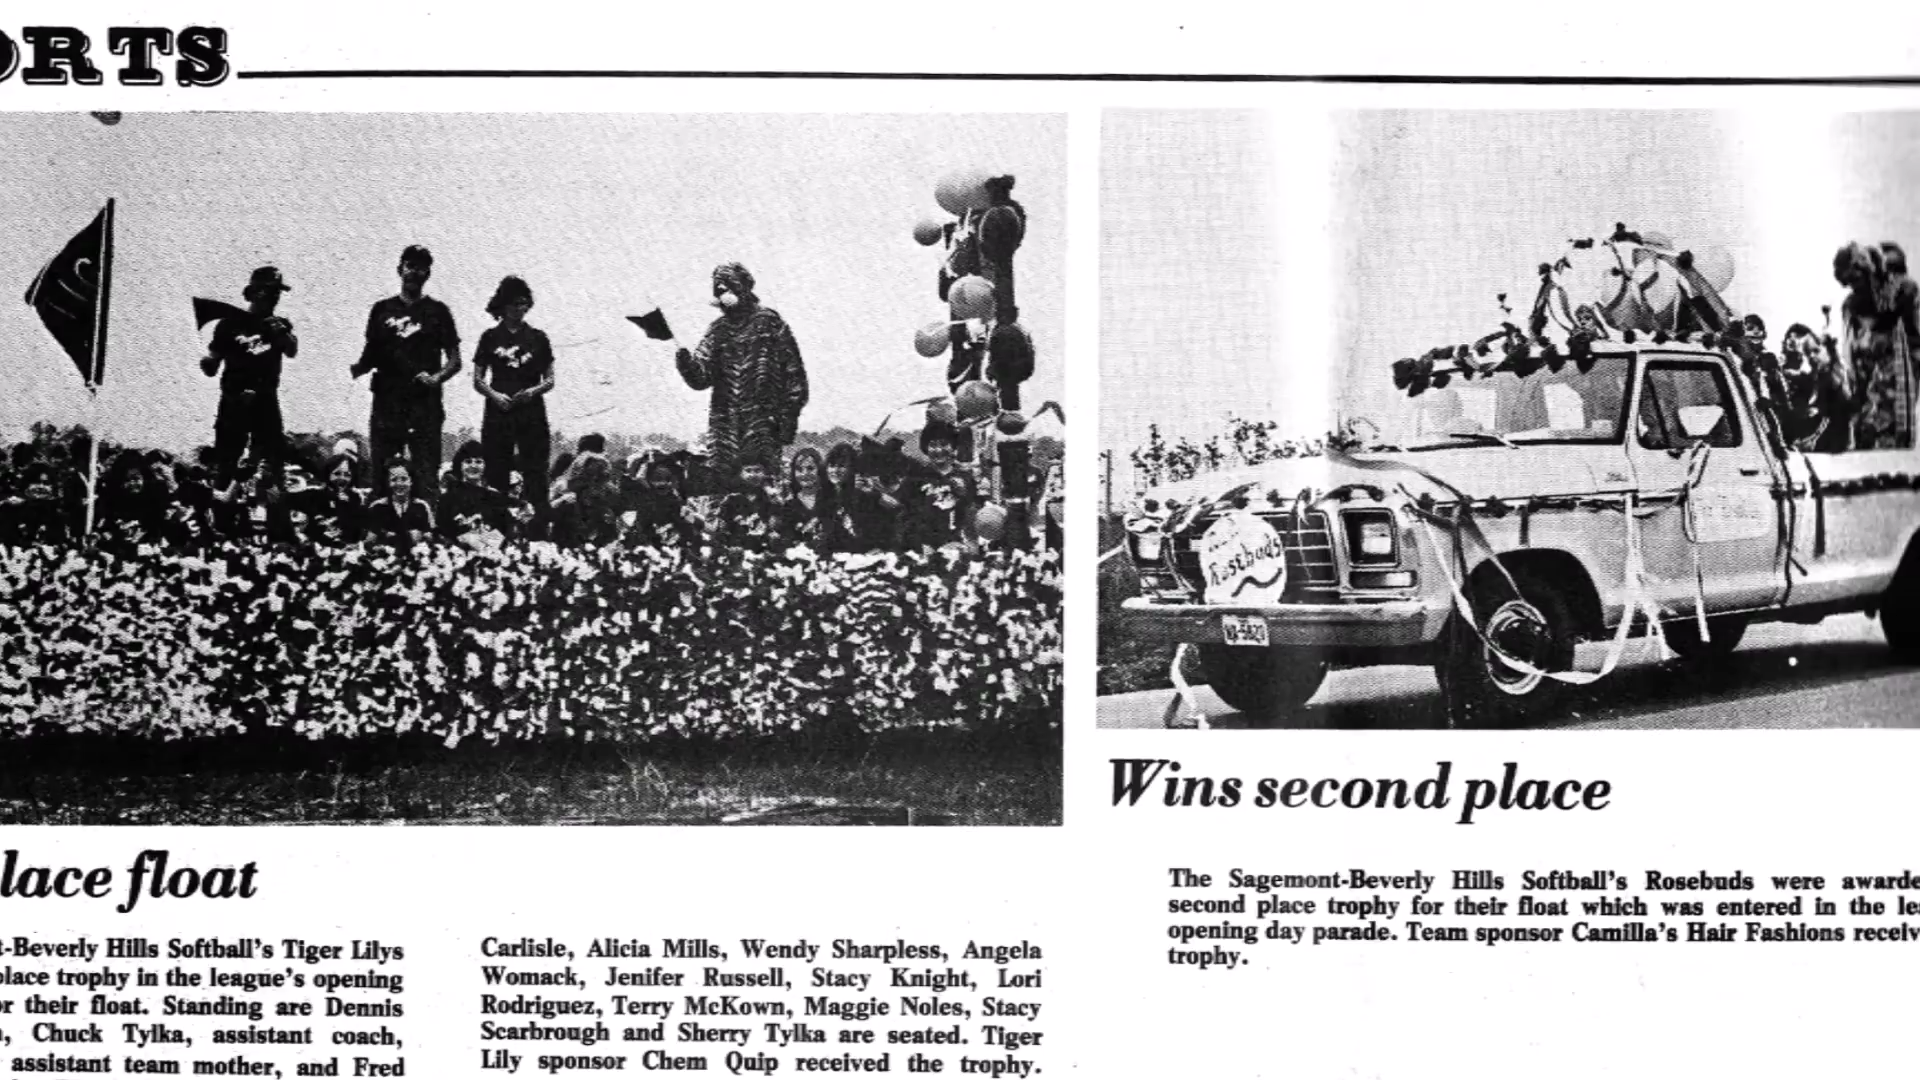 ORTS
lace float
t-Beverly Hills Softball's Tiger Lilys
place trophy in the league's opening
or their float. Standing are Dennis
, Chuck Tylka, assistant coach,
assistant team mother, and Fred
Carlisle, Alicia Mills, Wendy Sharpless, Angela
Womack, Jenifer Russell, Stacy Knight, Lori
Rodriguez, Terry McKown, Maggie Noles, Stacy
Scarbrough and Sherry Tylka are seated. Tiger
Lily sponsor Chem Quip received the trophy.
Rosebuds
Wins second place
The Sagemont-Beverly Hills Softball's Rosebuds were awarde
second place trophy for their float which was entered in the le
opening day parade. Team sponsor Camilla's Hair Fashions receiv
trophy.